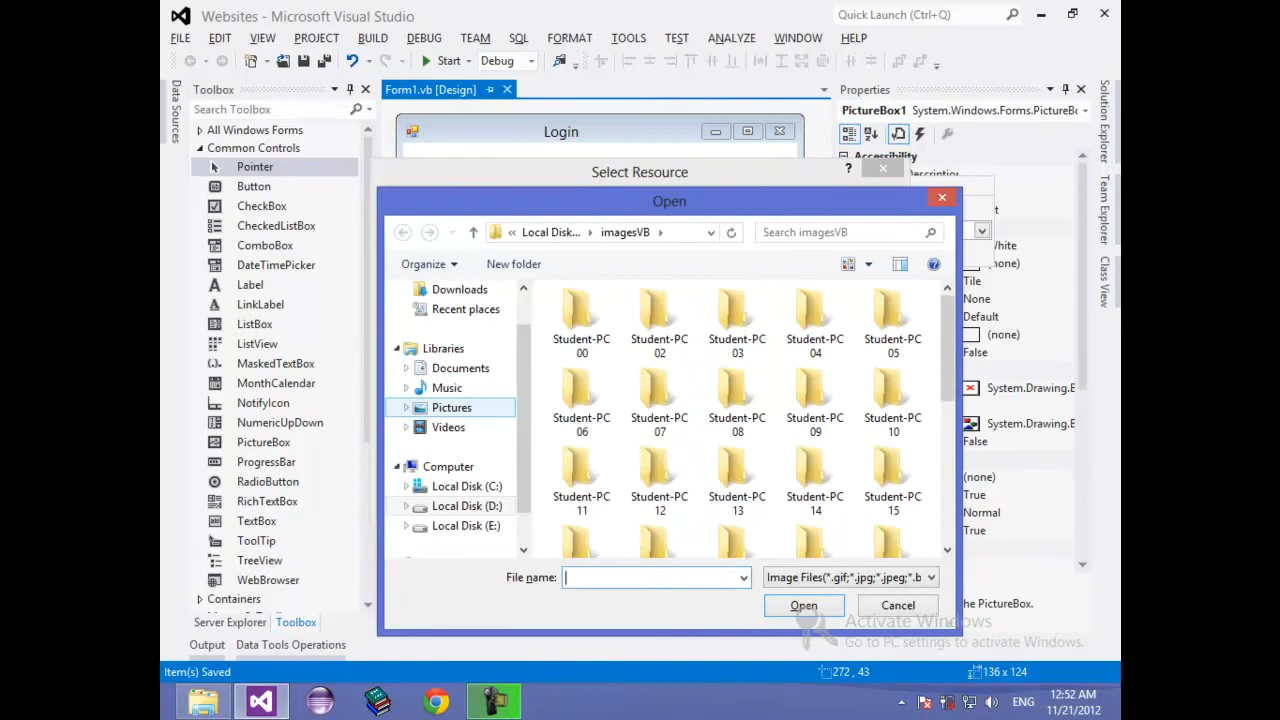 Websites - Microsoft Visual Studio
Quick Launch (Ctrl+Q)
FILE EDIT VIEW PROJECT BUILD DEBUG TEAM SQL FORMAT TOOLS TEST ANALYZE WINDOW HELP
Start Debug
Data Sources
Toolbox
Search Toolbox
All Windows Forms
Common Controls
Pointer
Button
CheckBox
CheckedListBox
ComboBox
DateTimePicker
Label
LinkLabel
ListBox
ListView
MaskedTextBox
MonthCalendar
NotifyIcon
NumericUpDown
PictureBox
ProgressBar
RadioButton
RichTextBox
TextBox
ToolTip
TreeView
WebBrowser
Containers
Server Explorer Toolbox
Output Data Tools Operations
Form1.vb [Design]
Login
Select Resource
?
Open
« Local Disk... imagesVB
Search imagesVB
Organize New folder
Downloads
Recent places
Libraries
Documents
Music
Pictures
Videos
Computer
Local Disk (C:)
Local Disk (D:)
Local Disk (E:)
Student-PC 00
Student-PC 02
Student-PC 03
Student-PC 04
Student-PC 05
Student-PC 06
Student-PC 07
Student-PC 08
Student-PC 09
Student-PC 10
Student-PC 11
Student-PC 12
Student-PC 13
Student-PC 14
Student-PC 15
File name:
Image Files(*.gif;*.jpg;*.jpeg;*.b
Open Cancel
Properties
PictureBox1 System.Windows.Forms.PictureBo
Accessibility
(none)
Tile
None
Default
(none)
False
System.Drawing.E
System.Drawing.E
False
(none)
True
Normal
True
he PictureBox.
Solution Explorer
Team Explorer
Class View
Activate Windows
Go to PC settings to activate Windows.
Item(s) Saved
272 , 43
136 x 124
ENG
12:52 AM
11/21/2012